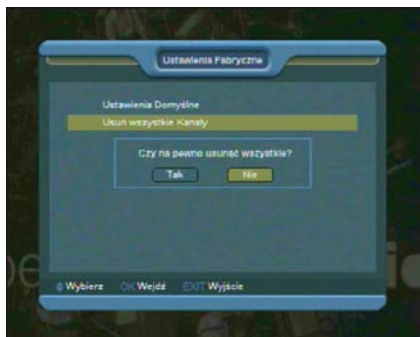 Ustawienia Fabryczne
Ustawienia Domyślne
Usuń wszystkie Kanały
Czy na pewno usunąć wszystkie?
Tak Nie
Wybierz OK Wejdź EXIT Wyjście